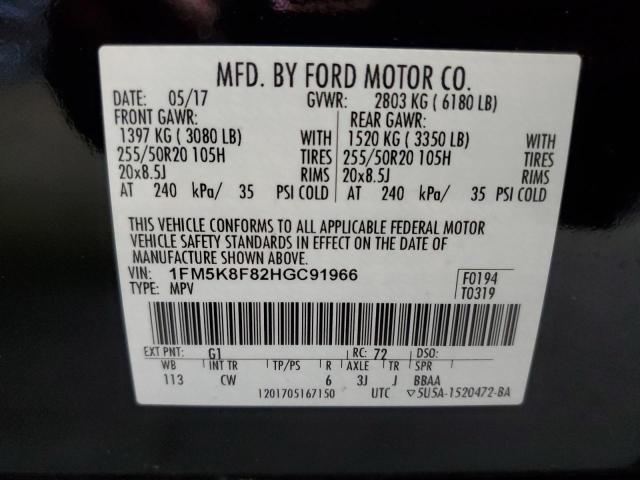 MFD. BY FORD MOTOR CO.
DATE: 05/17 GVWR: 2803 KG ( 6180 LB)
FRONT GAWR: REAR GAWR:
1397 KG ( 3080 LB) WITH 1520 KG ( 3350 LB) WITH
255/50R20 105H TIRES 255/50R20 105H TIRES
20x8.5J RIMS 20x8.5J RIMS
AT 240 kPa/ 35 PSI COLD AT 240 kPa/ 35 PSI COLD
THIS VEHICLE CONFORMS TO ALL APPLICABLE FEDERAL MOTOR
VEHICLE SAFETY STANDARDS IN EFFECT ON THE DATE OF
MANUFACTURE SHOWN ABOVE.
VIN: 1FM5K8F82HGC91966 F0194
TYPE: MPV T0319
EXT PNT: G1 RC: 72 DSO:
WB INT TR TP/PS R AXLE TR SPR
113 CW 6 3J J BBAA
1201705167150 UTC ▽5U5A-1520472-BA